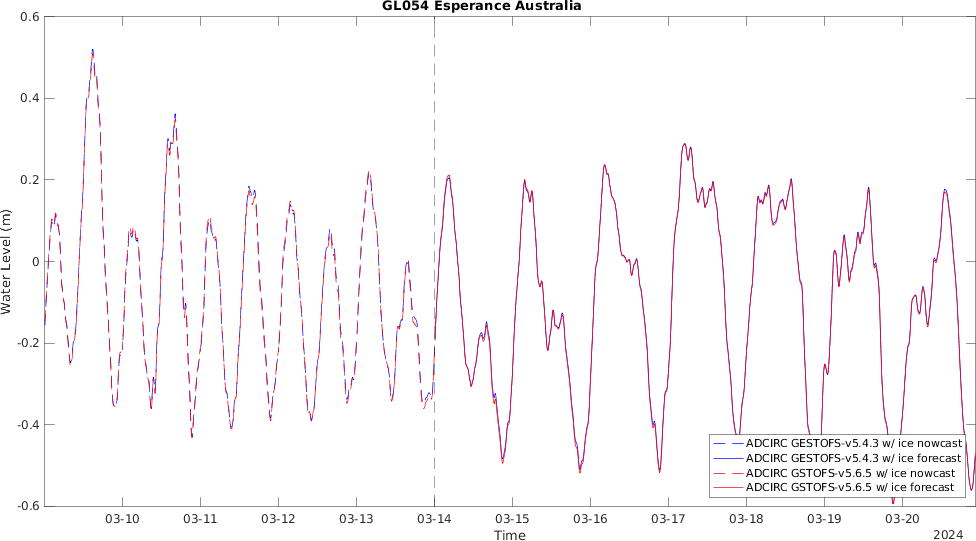 GL054 Esperance Australia
0.6
0.4
0.2
0
-0.2
-0.4
-0.6
Water Level (m)
ADCIRC GESTOFS-v5.4.3 w/ ice nowcast
ADCIRC GESTOFS-v5.4.3 w/ ice forecast
ADCIRC GSTOFS-v5.6.5 w/ ice nowcast
ADCIRC GSTOFS-v5.6.5 w/ ice forecast
03-10 03-11 03-12 03-13 03-14 03-15 03-16 03-17 03-18 03-19 03-20
Time
2024